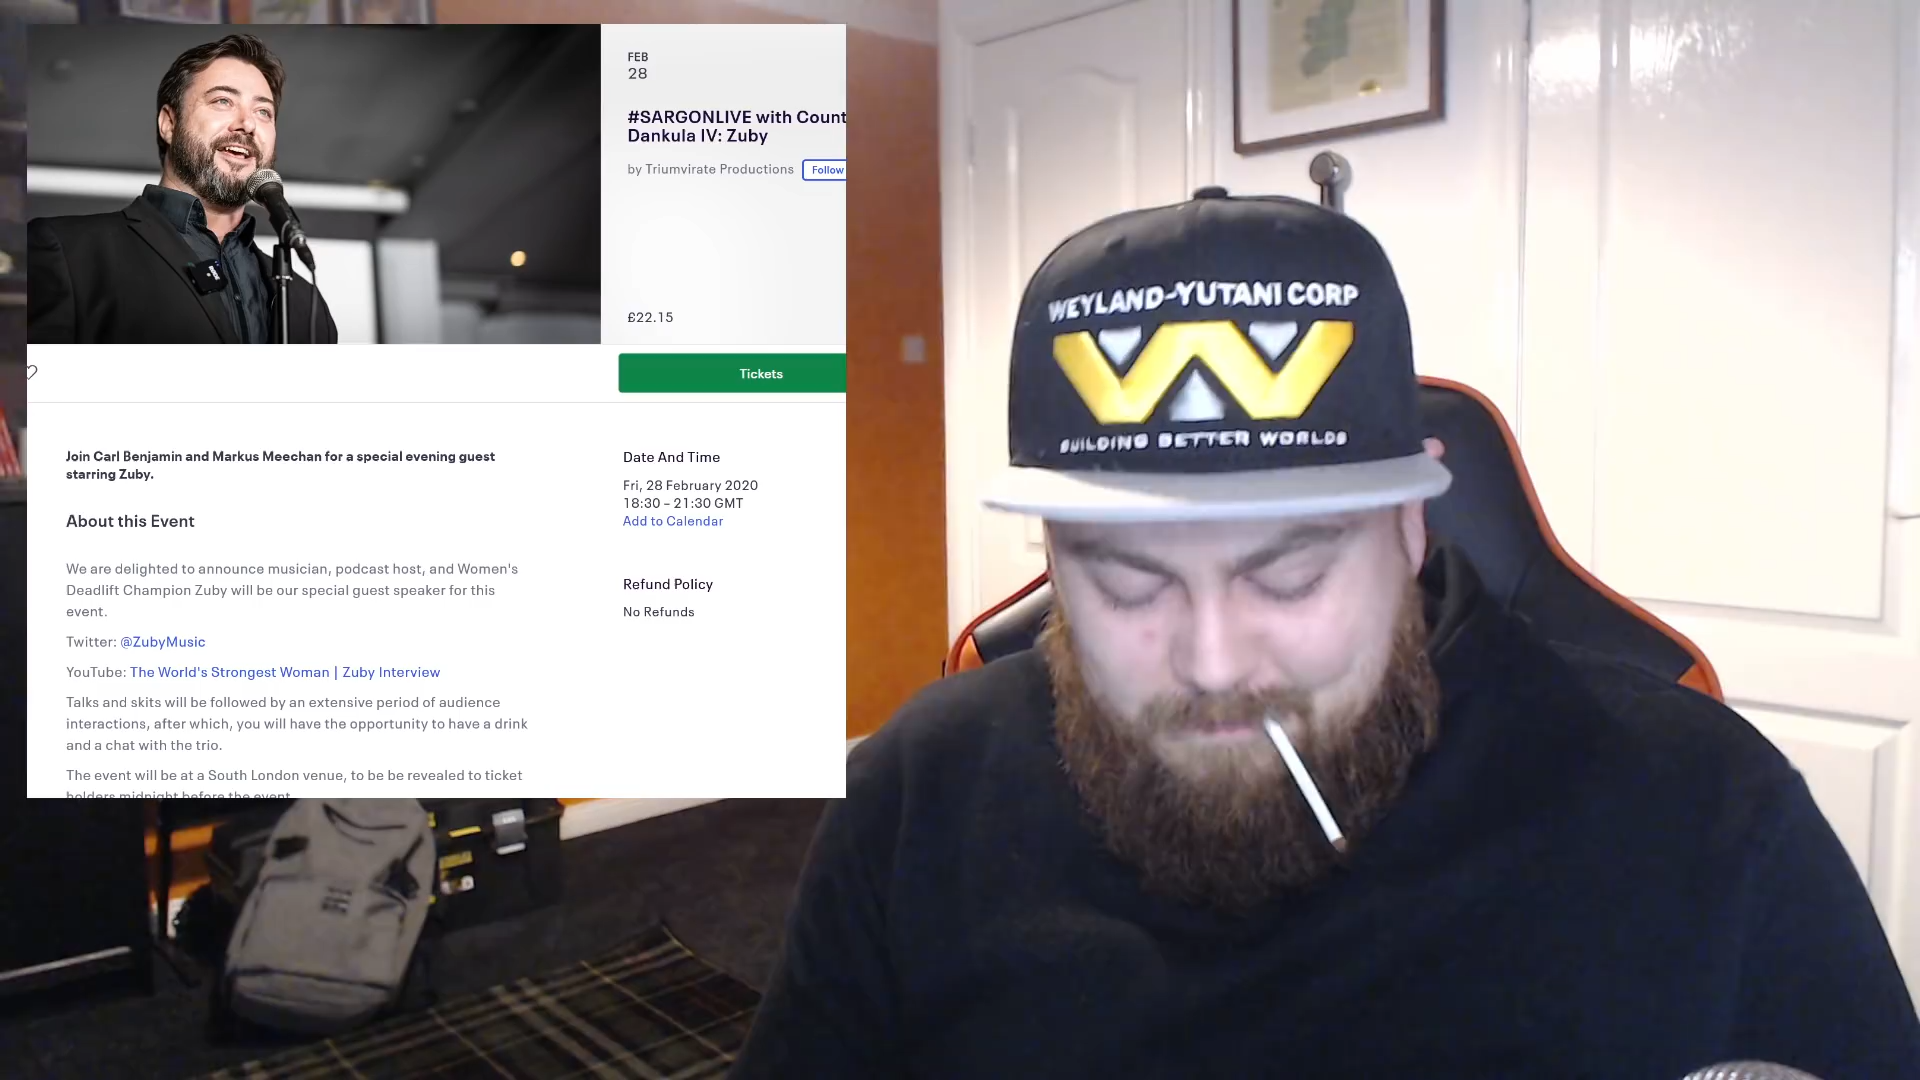 FEB
28
#SARGONLIVE with Count
Dankula IV: Zuby
by Triumvirate Productions
Follow
£22.15
Tickets
Join Carl Benjamin and Markus Meechan for a special evening guest
starring Zuby.
About this Event
We are delighted to announce musician, podcast host, and Women's
Deadlift Champion Zuby will be our special guest speaker for this
event.
Twitter: @ZubyMusic
YouTube: The World's Strongest Woman | Zuby Interview
Talks and skits will be followed by an extensive period of audience
interactions, after which, you will have the opportunity to have a drink
and a chat with the trio.
The event will be at a South London venue, to be be revealed to ticket
holders midnight before the event
Date And Time
Fri, 28 February 2020
18:30 – 21:30 GMT
Add to Calendar
Refund Policy
No Refunds
WEYLAND-YUTANI CORP
BUILDING BETTER WORLDS